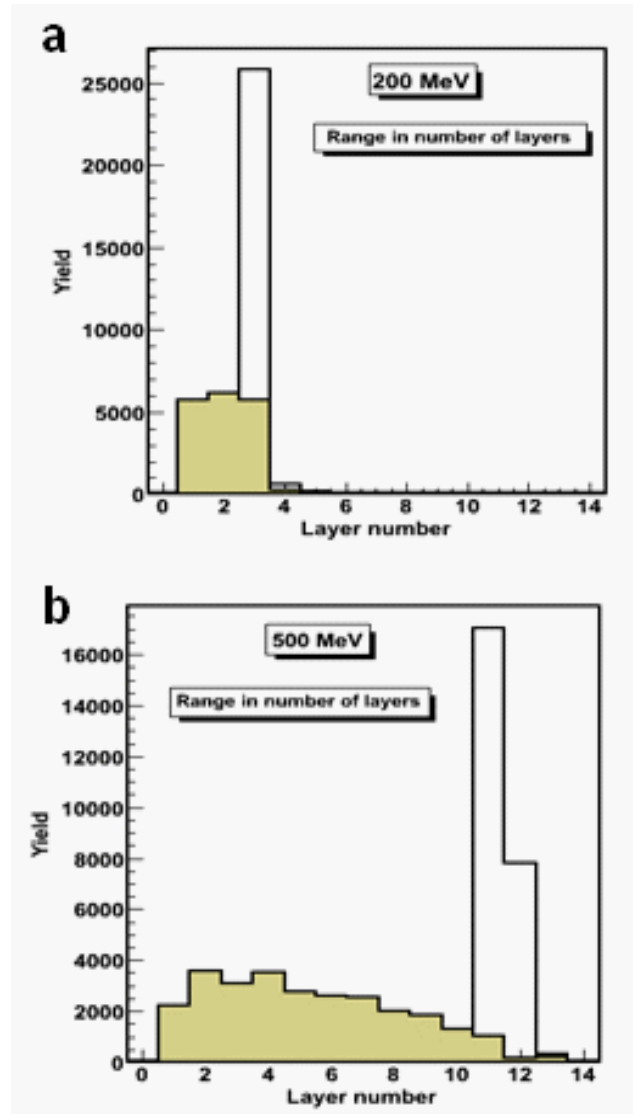 a
200 MeV
25000
Range in number of layers
20000
15000
10000
5000
0
Yield
0 2 4 6 8 10 12 14
Layer number
b
500 MeV
16000
Range in number of layers
14000
12000
10000
8000
6000
4000
2000
0
Yield
0 2 4 6 8 10 12 14
Layer number